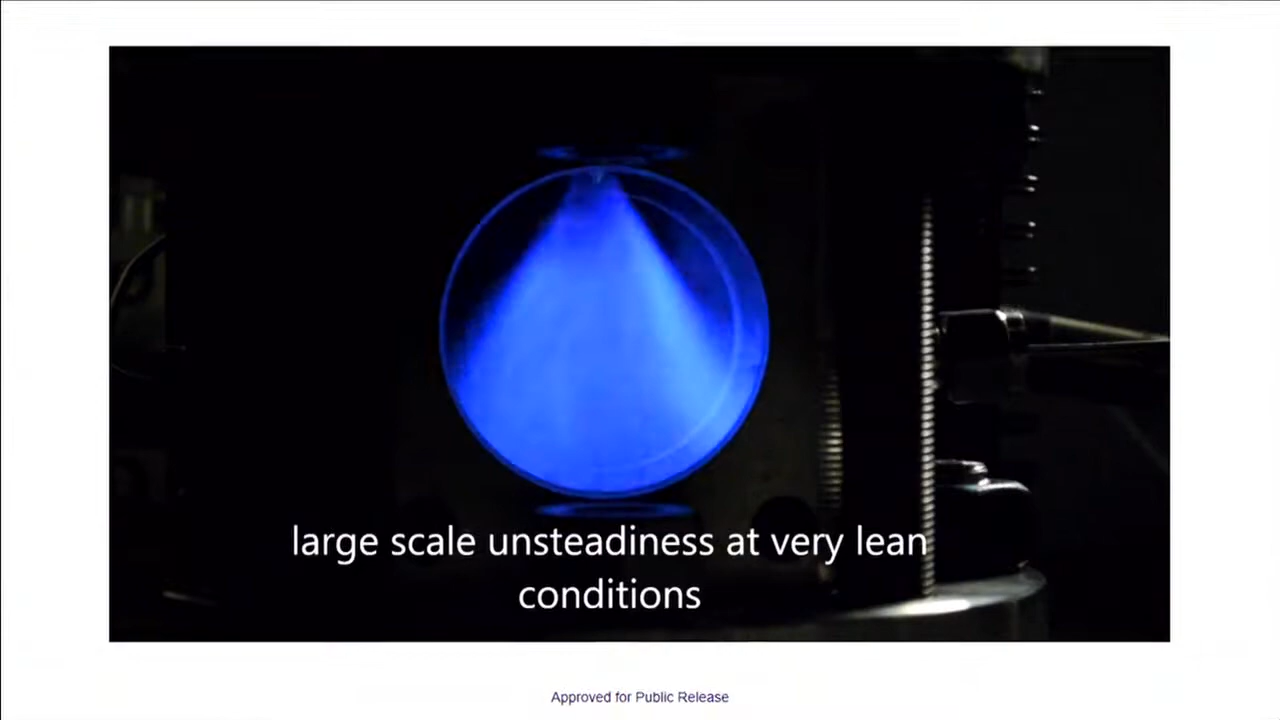 large scale unsteadiness at very lean
conditions
Approved for Public Release